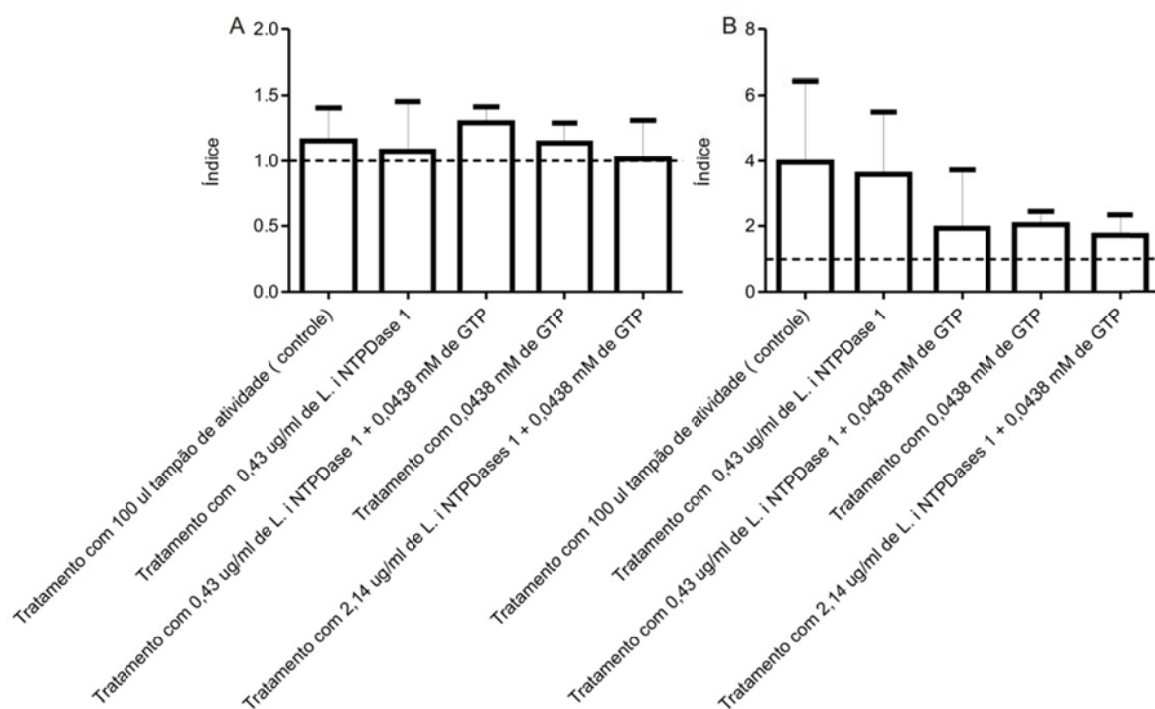 A
2.0
1.5
1.0
0.5
0.0
Índice
Tratamento com 100 ul tampão de atividade ( controle)
Tratamento com 0,43 ug/ml de L. i NTPDase 1
Tratamento com 0,43 ug/ml de L. i NTPDase 1 + 0,0438 mM de GTP
Tratamento com 0,0438 mM de GTP
Tratamento com 2,14 ug/ml de L. i NTPDases 1 + 0,0438 mM de GTP
B
8
6
4
2
0
Índice
Tratamento com 100 ul tampão de atividade ( controle)
Tratamento com 0,43 ug/ml de L. i NTPDase 1
Tratamento com 0,43 ug/ml de L. i NTPDase 1 + 0,0438 mM de GTP
Tratamento com 0,0438 mM de GTP
Tratamento com 2,14 ug/ml de L. i NTPDases 1 + 0,0438 mM de GTP